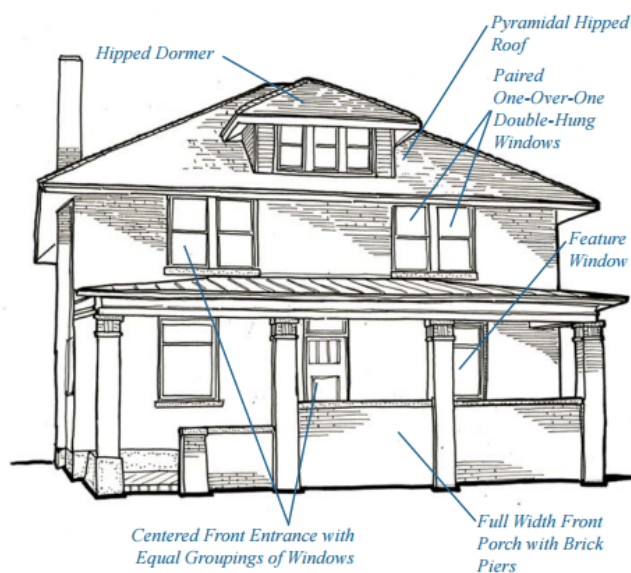 Hipped Dormer
Pyramidal Hipped
Roof
Paired
One-Over-One
Double-Hung
Windows
Feature
Window
Centered Front Entrance with
Equal Groupings of Windows
Full Width Front
Porch with Brick
Piers